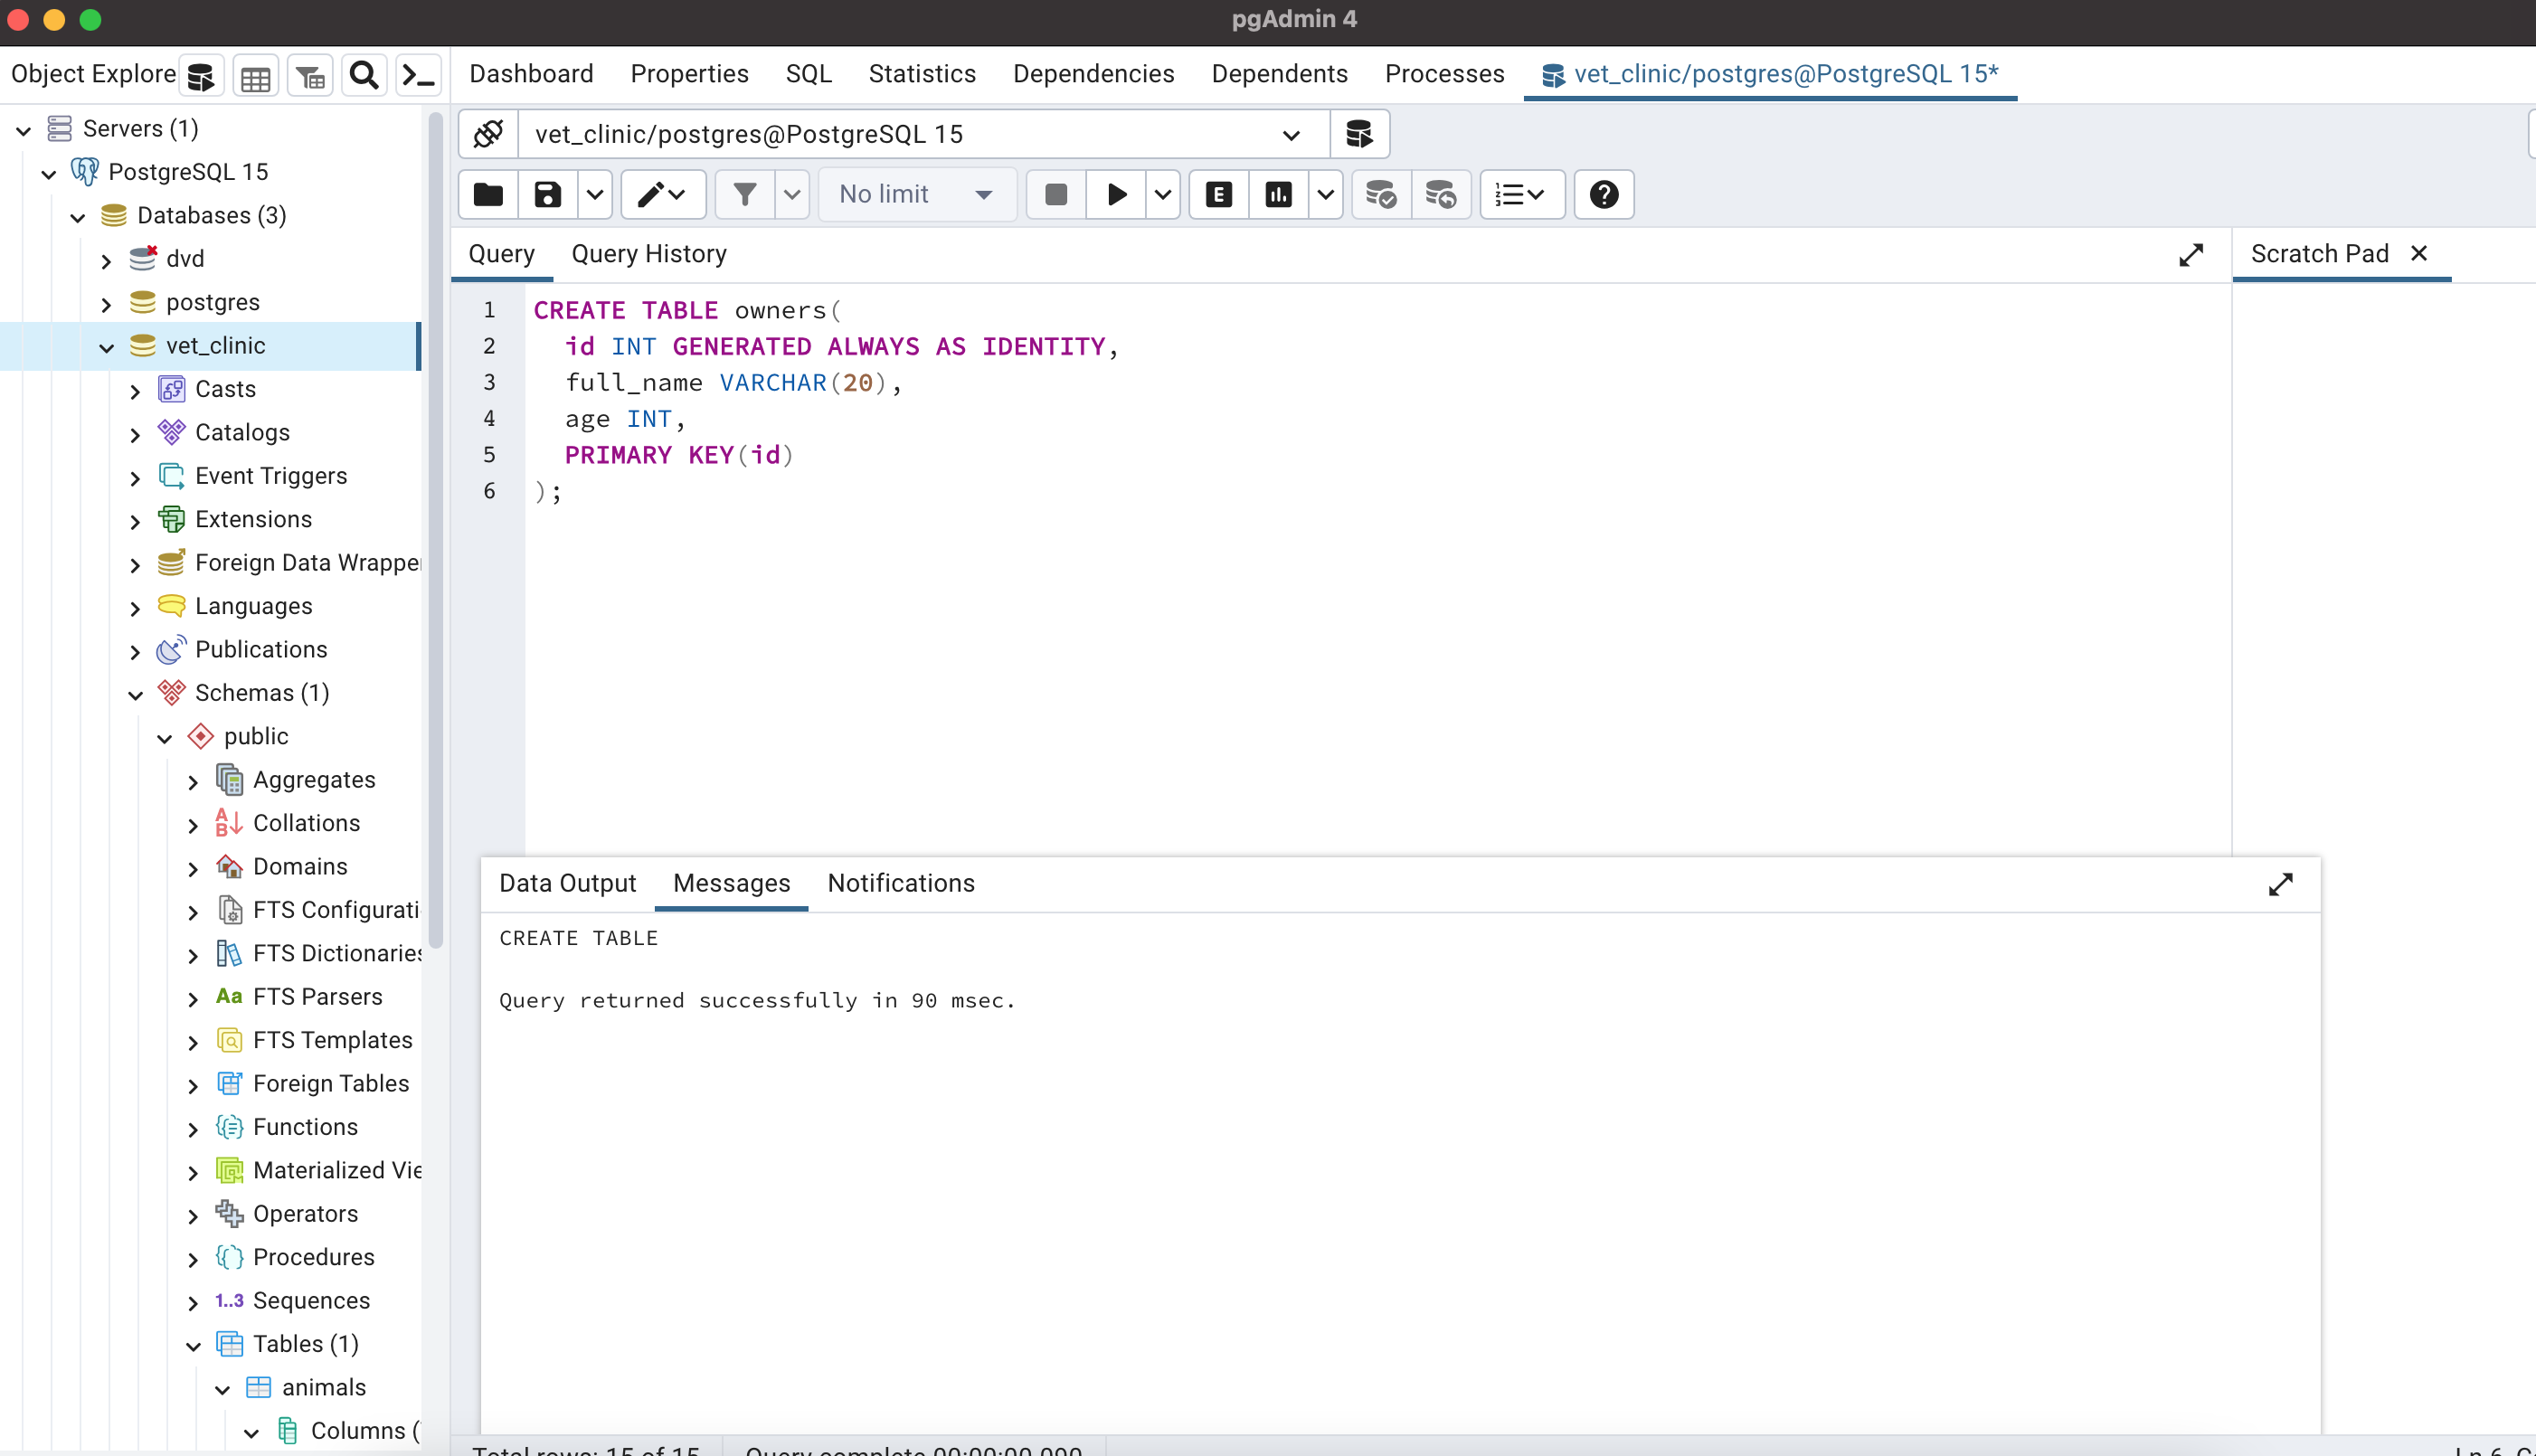 pgAdmin 4
Object Explore
Dashboard Properties SQL Statistics Dependencies Dependents Processes vet_clinic/postgres@PostgreSQL 15*
Servers (1)
PostgreSQL 15
Databases (3)
dvd
postgres
vet_clinic
Casts
Catalogs
Event Triggers
Extensions
Foreign Data Wrappe
Languages
Publications
Schemas (1)
public
Aggregates
Collations
Domains
FTS Configurati
FTS Dictionaries
Aa FTS Parsers
FTS Templates
Foreign Tables
Functions
Materialized Vie
Operators
Procedures
1..3 Sequences
Tables (1)
animals
Columns (
vet_clinic/postgres@PostgreSQL 15
No limit
E
Query Query History
Scratch Pad
1 CREATE TABLE owners(
2 id INT GENERATED ALWAYS AS IDENTITY,
3 full_name VARCHAR(20),
4 age INT,
5 PRIMARY KEY(id)
6 );
Data Output Messages Notifications
CREATE TABLE
Query returned successfully in 90 msec.
Total rows: 15 of 15 Query complete 00:00:00.090
Ln 6,